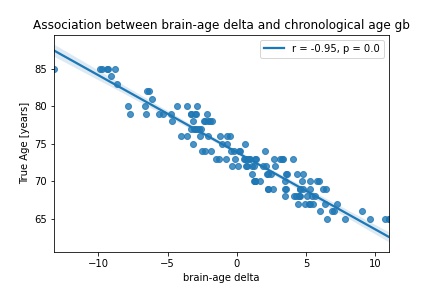 Association between brain-age delta and chronological age gb
r = -0.95, p = 0.0
True Age [years]
85
80
75
70
65
−10
−5
0
5
10
brain-age delta